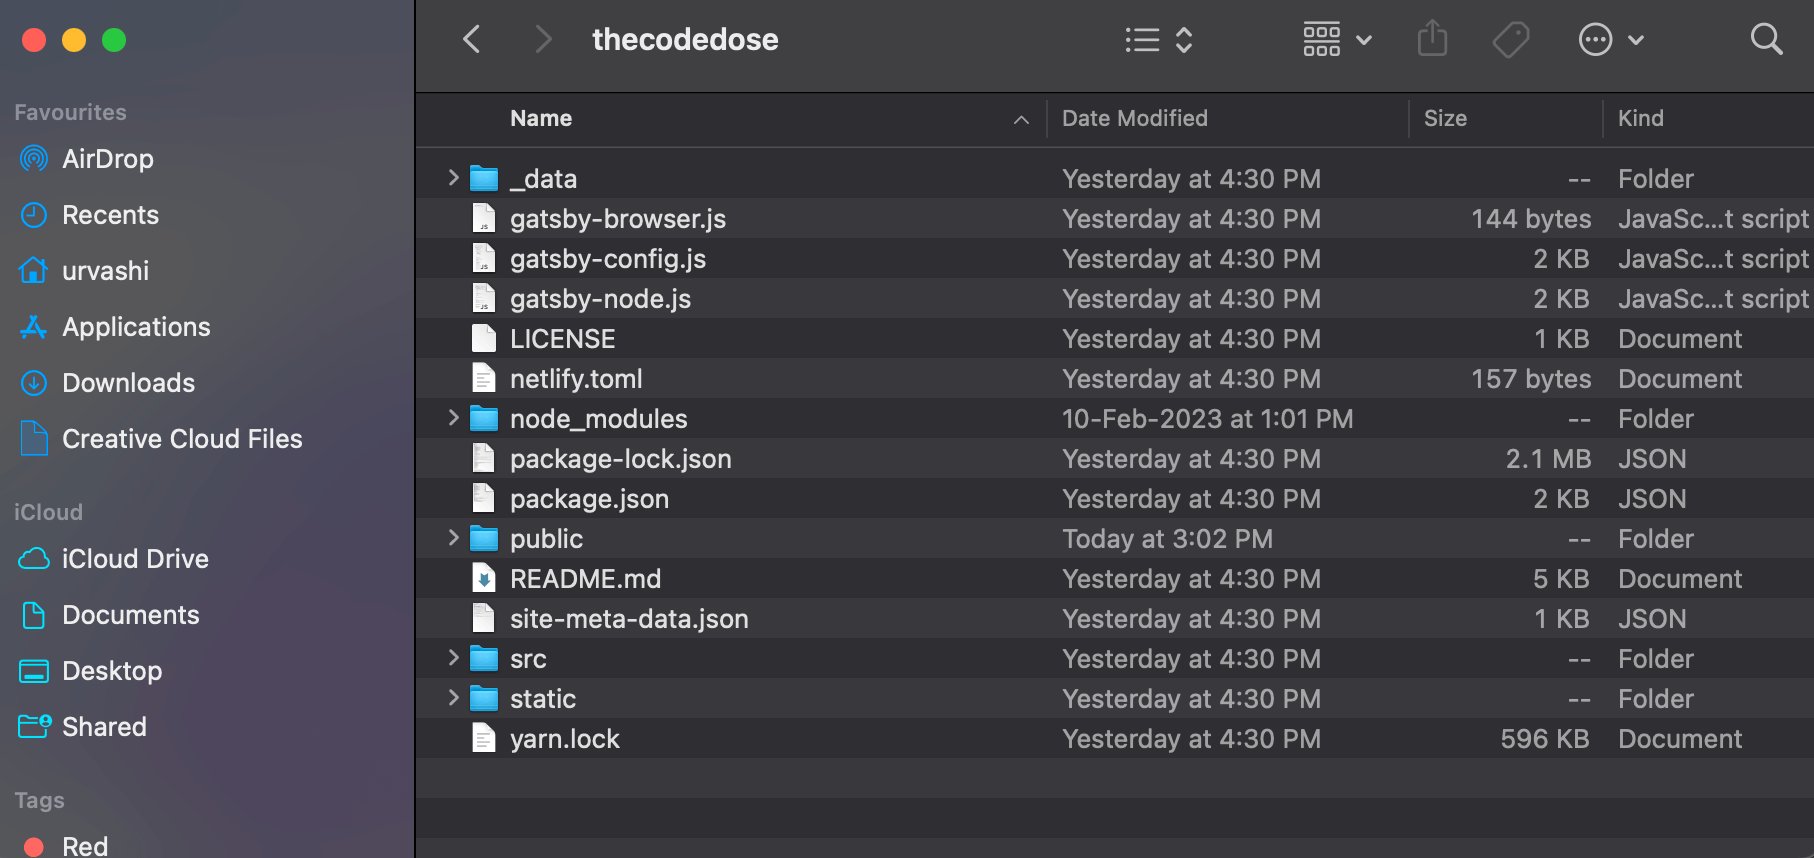 thecodedose
Favourites
AirDrop
Recents
urvashi
Applications
Downloads
Creative Cloud Files
iCloud
iCloud Drive
Documents
Desktop
Shared
Tags
Red
Name Date Modified Size Kind
_data Yesterday at 4:30 PM -- Folder
gatsby-browser.js Yesterday at 4:30 PM 144 bytes JavaSc...t script
gatsby-config.js Yesterday at 4:30 PM 2 KB JavaSc...t script
gatsby-node.js Yesterday at 4:30 PM 2 KB JavaSc...t script
LICENSE Yesterday at 4:30 PM 1 KB Document
netlify.toml Yesterday at 4:30 PM 157 bytes Document
node_modules 10-Feb-2023 at 1:01 PM -- Folder
package-lock.json Yesterday at 4:30 PM 2.1 MB JSON
package.json Yesterday at 4:30 PM 2 KB JSON
public Today at 3:02 PM -- Folder
README.md Yesterday at 4:30 PM 5 KB Document
site-meta-data.json Yesterday at 4:30 PM 1 KB JSON
src Yesterday at 4:30 PM -- Folder
static Yesterday at 4:30 PM -- Folder
yarn.lock Yesterday at 4:30 PM 596 KB Document